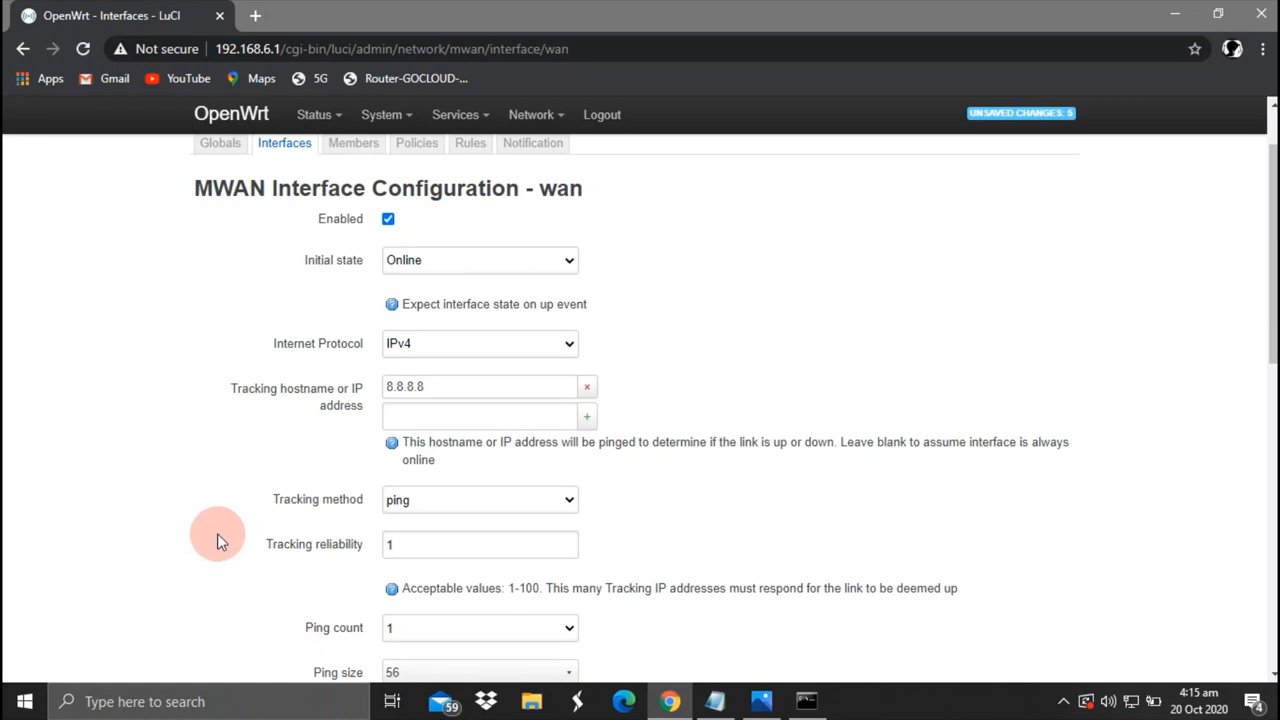 OpenWrt - Interfaces - LuCI
Not secure
192.168.6.1/cgi-bin/luci/admin/network/mwan/interface/wan
Apps
Gmail
YouTube
Maps
5G
Router-GOCLOUD-...
OpenWrt
Status
System
Services
Network
Logout
UNSAVED CHANGES: 5
Globals
Interfaces
Members
Policies
Rules
Notification
MWAN Interface Configuration - wan
Enabled
Initial state
Online
Expect interface state on up event
Internet Protocol
IPv4
Tracking hostname or IP
address
8.8.8.8
This hostname or IP address will be pinged to determine if the link is up or down. Leave blank to assume interface is always
online
Tracking method
ping
Tracking reliability
1
Acceptable values: 1-100. This many Tracking IP addresses must respond for the link to be deemed up
Ping count
1
Ping size
56
Type here to search
59
4:15 am
20 Oct 2020
4